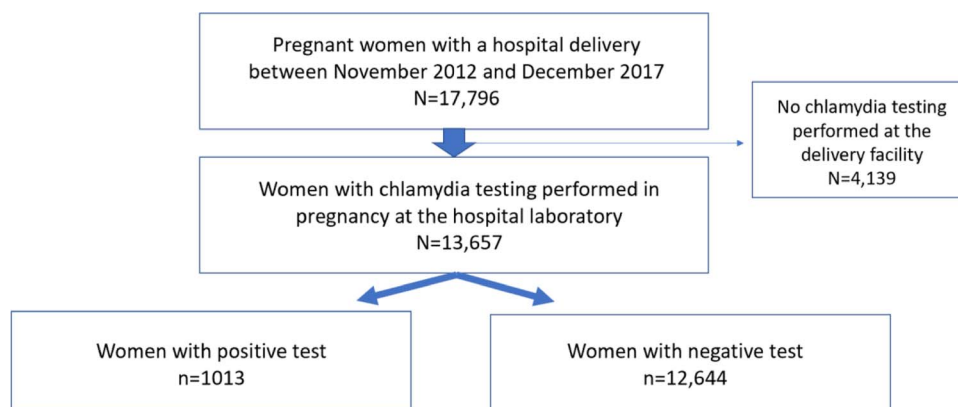 Pregnant women with a hospital delivery
between November 2012 and December 2017
N=17,796
No chlamydia testing
performed at the
delivery facility
N=4,139
Women with chlamydia testing performed in
pregnancy at the hospital laboratory
N=13,657
Women with positive test
n=1013
Women with negative test
n=12,644